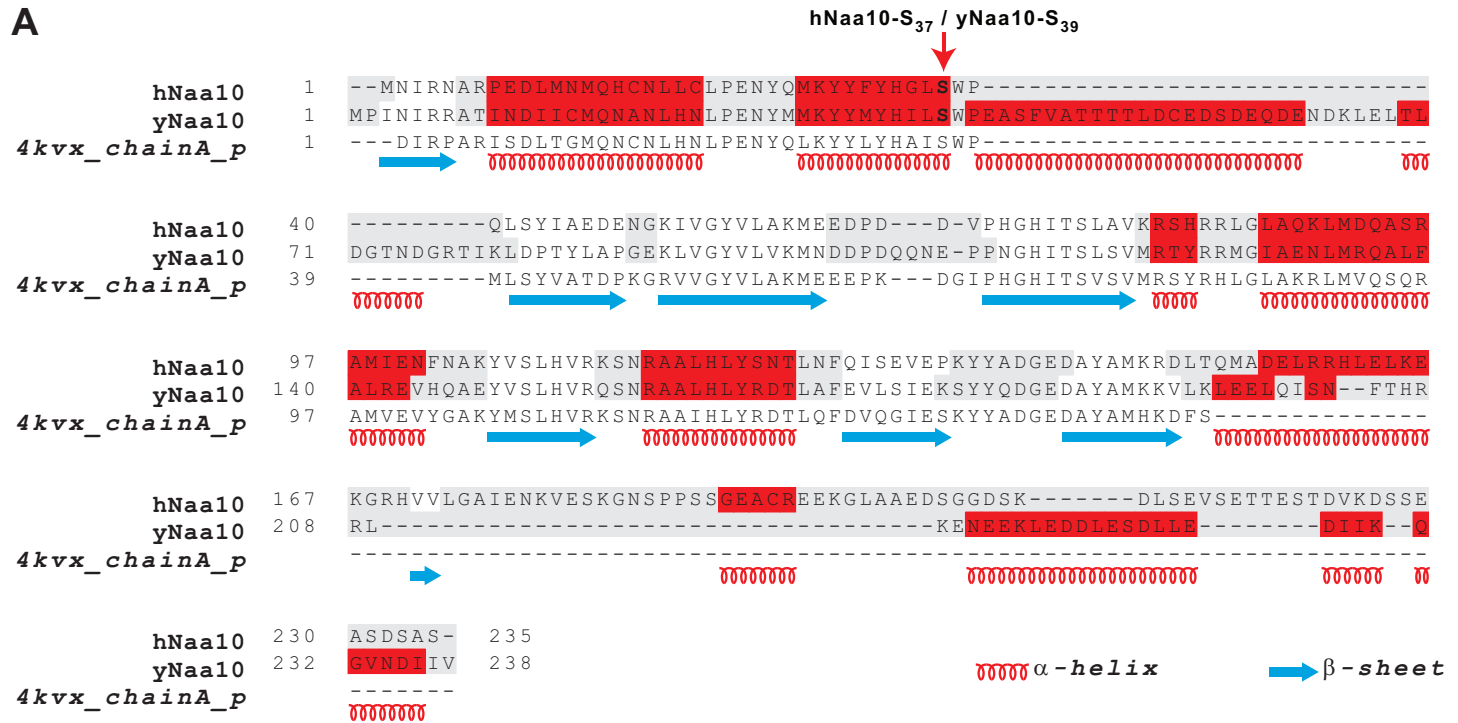 A
hNaa10-S37 / yNaa10-S39
hNaa10 1 --MNIRNARPEDLMNMQHCNLLCLPENYQMKYYFYHGLSWP-----------------------------
yNaa10 1 MPINIRRATINDIICMQNANLHNLPENYMMKYYMYHILSWPEASFVATTTTLDCEDSDEQDENDKLELTL
4kvx_chainA_p 1 ---DIRPARISDLTGMQNCNLHNLPENYQLKYYLYHAISWP-----------------------------
hNaa10 40 ---------QLSYIAEDENGKIVGYVLAKMEEDPD---D-VPHGHITSLAVKRSHRRLGLAQKLMDQASR
yNaa10 71 DGTNDGRTIKLDPTYLAPGEKLVGYVLVKMNDDPDQQNE-PPNGHITSLSVMRTYRRMGIAENLMRQALF
4kvx_chainA_p 39 ---------MLSYVATDPKGRVVGYVLAKMEEEPK---DGIPHGHITSVSVMRSYRHLGLAKRLMVQSQR
hNaa10 97 AMIENFNAKYVSLHVRKSNRAALHLYSNTLNFQISEVEPKYYADGEDAYAMKRDLTQMADELRRHLELKE
yNaa10 140 ALREVHQAEYVSLHVRQSNRAALHLYRDTLAFEVLSIEKSYYQDGEDAYAMKKVLKLEELQISN--FTHR
4kvx_chainA_p 97 AMVEVYGAKYMSLHVRKSNRAAIHLYRDTLQFDVQGIESKYYADGEDAYAMHKDFS--------------
hNaa10 167 KGRHVVLGAIENKVESKGNSPPSSGEACREEKGLAAEDSGGDSK-------DLSEVSETTESTDVKDSSE
yNaa10 208 RL------------------------------------KENEEKLEDDLESDLLE--------DIIK--Q
4kvx_chainA_p ----------------------------------------------------------------------
hNaa10 230 ASDSAS- 235
yNaa10 232 GVNDIIV 238
4kvx_chainA_p -------
α-helix β-sheet